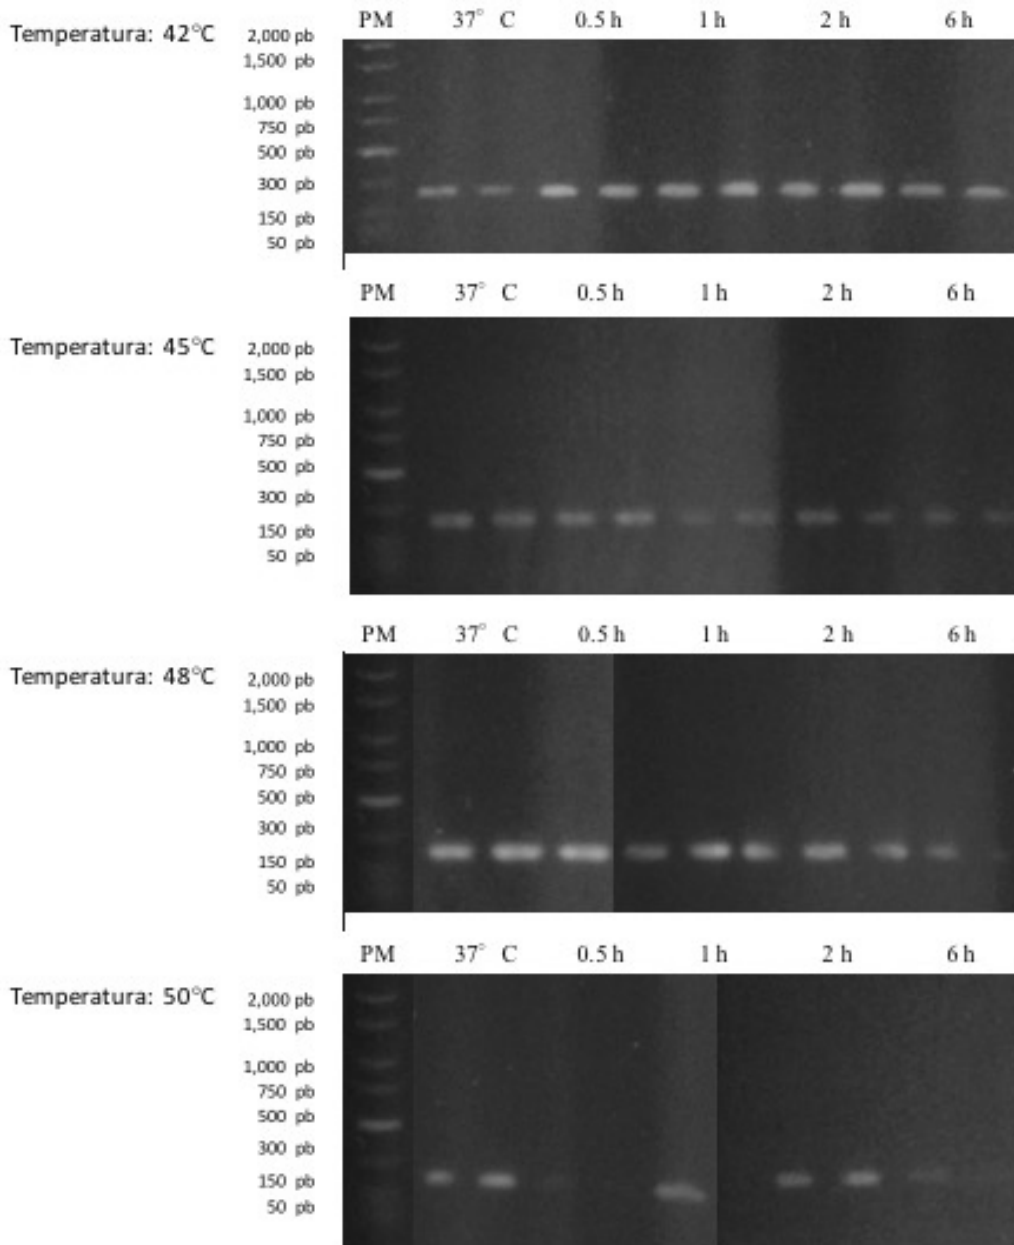 PM 37° C 0.5 h 1 h 2 h 6 h
Temperatura: 42°C
2,000 pb
1,500 pb
1,000 pb
750 pb
500 pb
300 pb
150 pb
50 pb
PM 37° C 0.5 h 1 h 2 h 6 h
Temperatura: 45°C
2,000 pb
1,500 pb
1,000 pb
750 pb
500 pb
300 pb
150 pb
50 pb
PM 37° C 0.5 h 1 h 2 h 6 h
Temperatura: 48°C
2,000 pb
1,500 pb
1,000 pb
750 pb
500 pb
300 pb
150 pb
50 pb
PM 37° C 0.5 h 1 h 2 h 6 h
Temperatura: 50°C
2,000 pb
1,500 pb
1,000 pb
750 pb
500 pb
300 pb
150 pb
50 pb